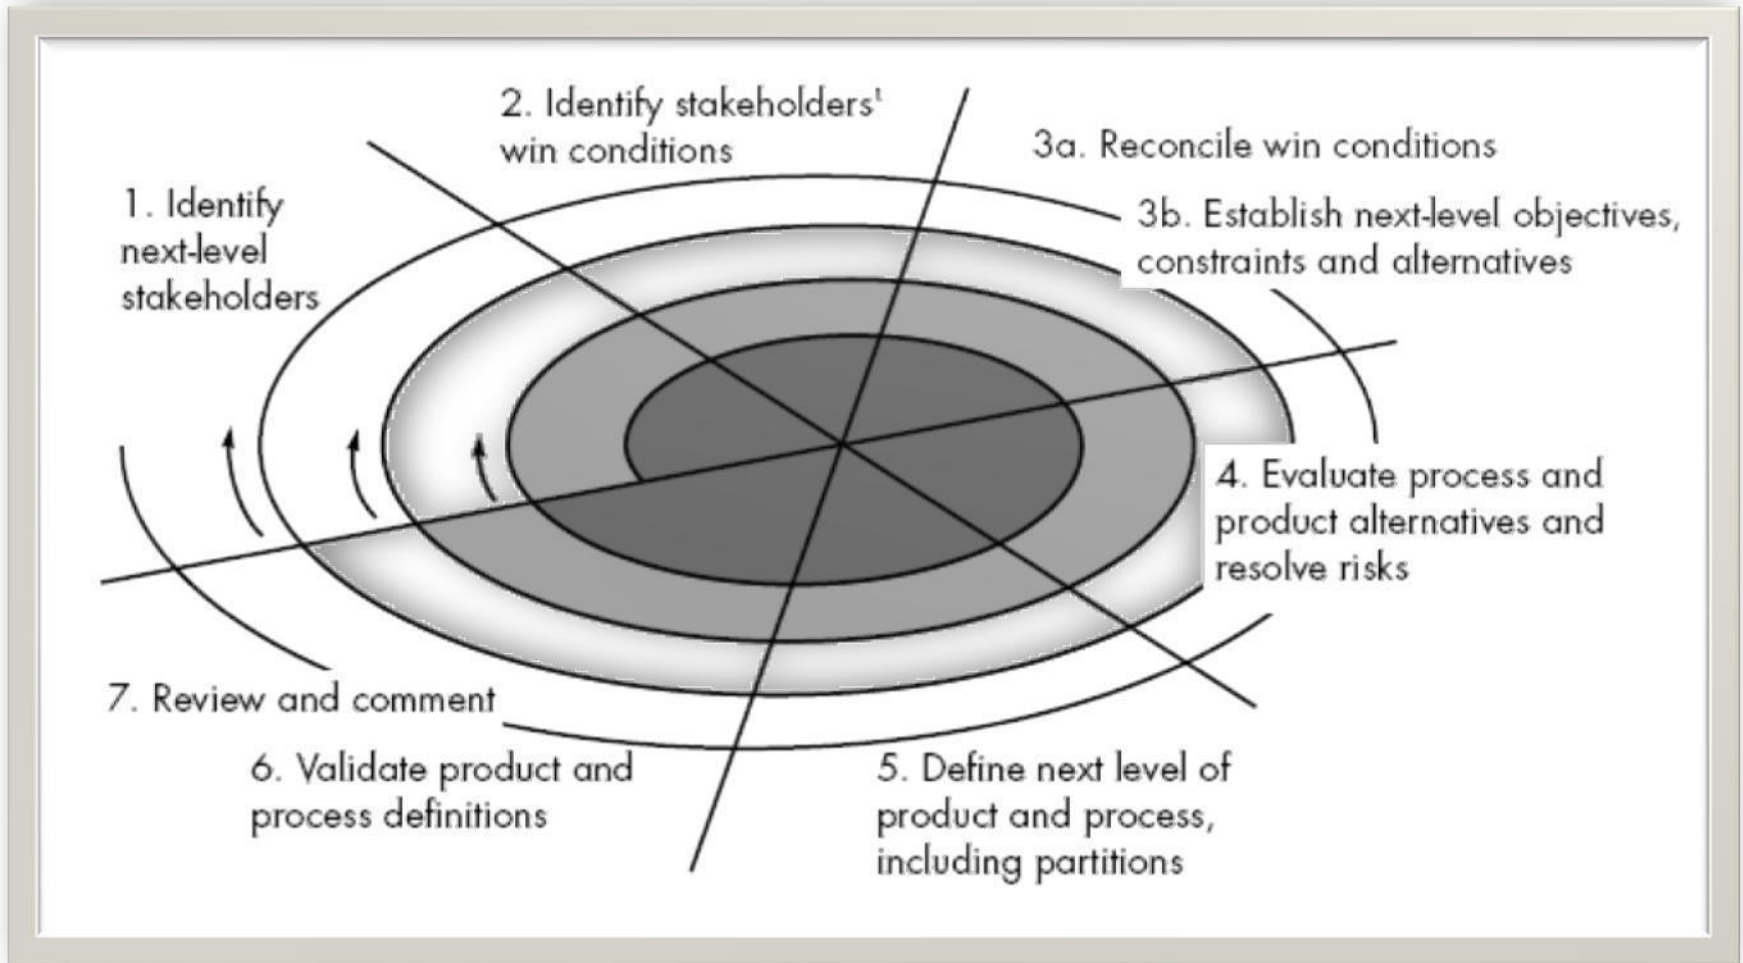 1. Identify
next-level
stakeholders
2. Identify stakeholders'
win conditions
3a. Reconcile win conditions
3b. Establish next-level objectives,
constraints and alternatives
4. Evaluate process and
product alternatives and
resolve risks
5. Define next level of
product and process,
including partitions
6. Validate product and
process definitions
7. Review and comment